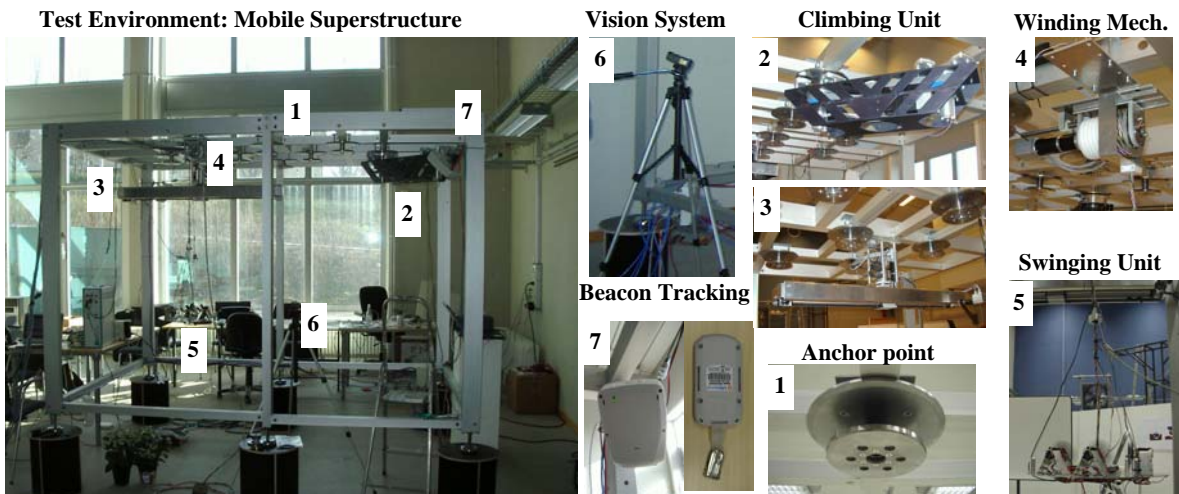 Test Environment: Mobile Superstructure
1
7
4
3
2
6
5
Vision System
6
Beacon Tracking
7
Climbing Unit
2
3
Anchor point
1
Winding Mech.
4
Swinging Unit
5